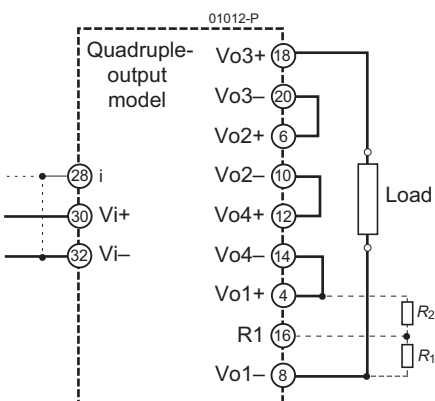 01012-P
Quadruple-
output
model
Vo3+ 18
Vo3– 20
Vo2+ 6
28 i
Vo2– 10
Load
30 Vi+
Vo4+ 12
32 Vi–
Vo4– 14
Vo1+ 4
R2
R1 16
R1
Vo1– 8